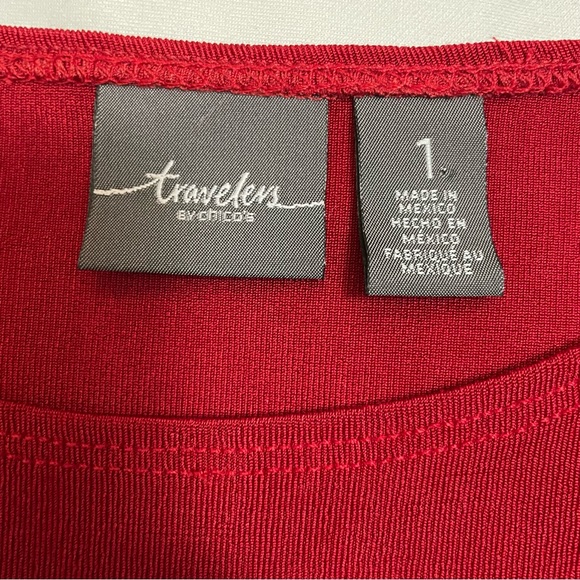 travelers
BY CHICO'S
1
MADE IN
MEXICO
HECHO EN
MEXICO
FABRIQUE AU
MEXIQUE